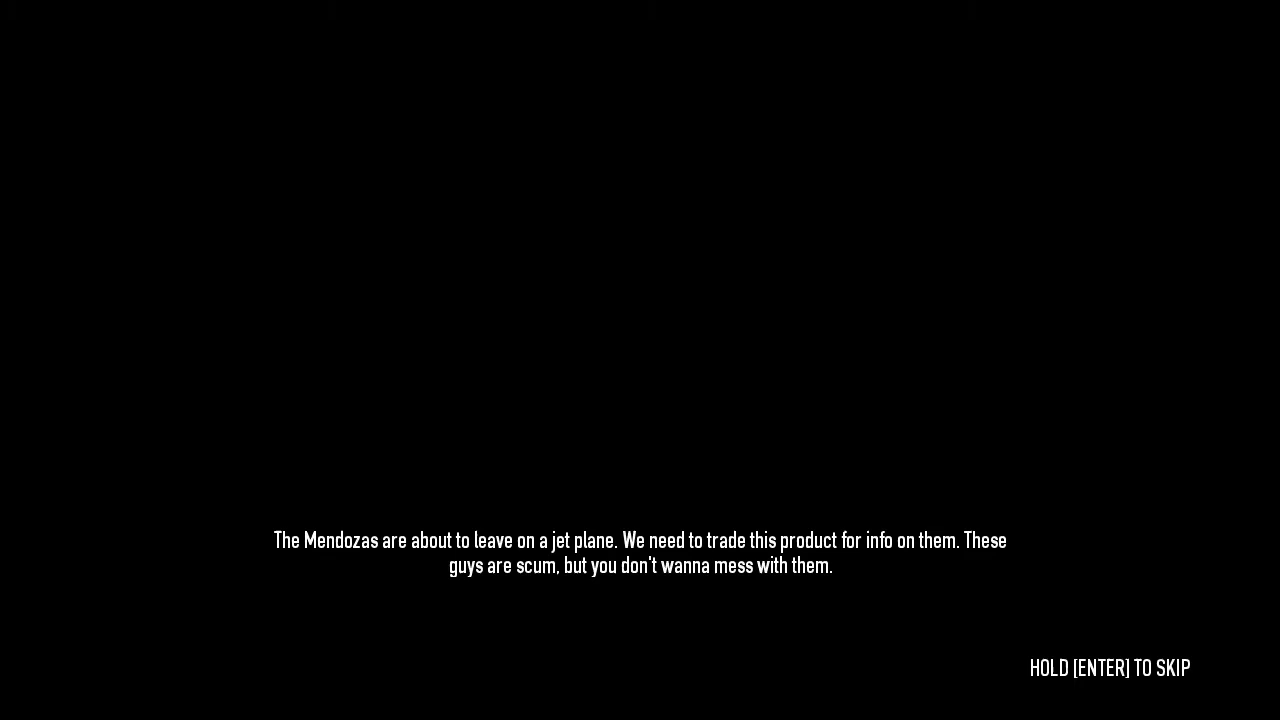 The Mendozas are about to leave on a jet plane. We need to trade this product for info on them. These
guys are scum, but you don't wanna mess with them.
HOLD [ENTER] TO SKIP